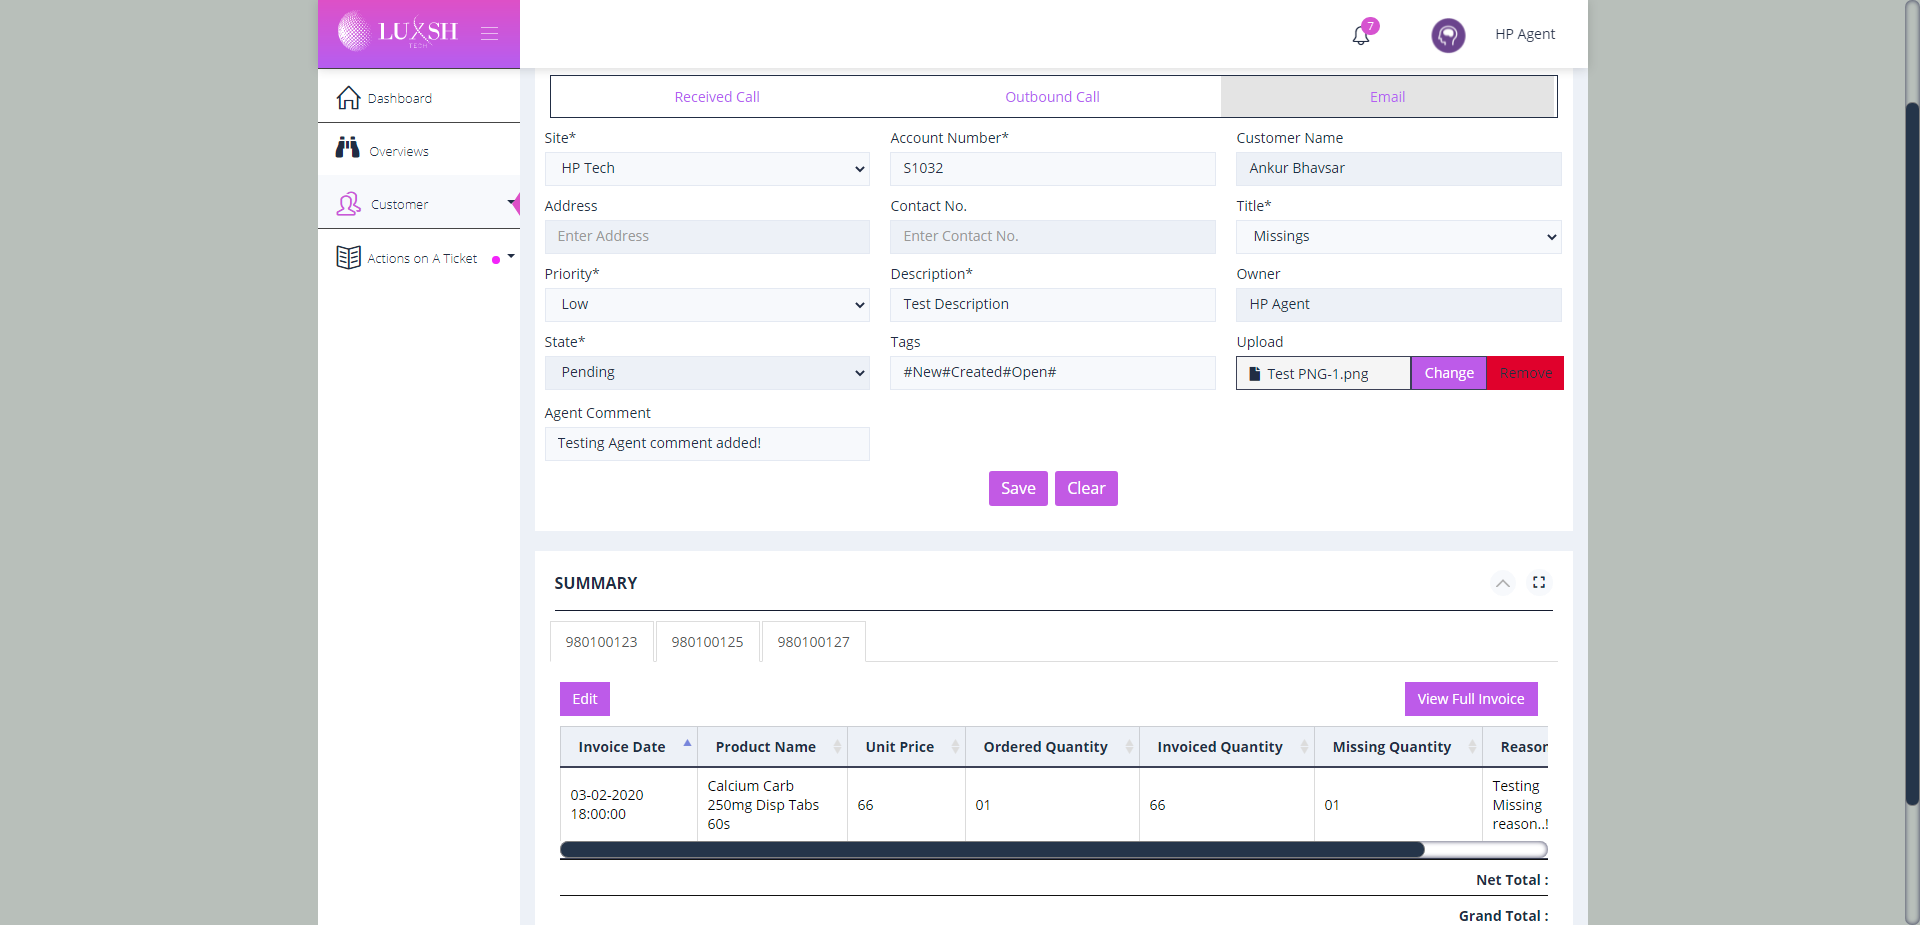 LUXSH
TECH
7
HP Agent
Dashboard
Overviews
Customer
Actions on A Ticket
Received Call
Outbound Call
Email
Site*
Account Number*
Customer Name
HP Tech
S1032
Ankur Bhavsar
Address
Contact No.
Title*
Enter Address
Enter Contact No.
Missings
Priority*
Description*
Owner
Low
Test Description
HP Agent
State*
Tags
Upload
Pending
#New#Created#Open#
Test PNG-1.png
Change
Remove
Agent Comment
Testing Agent comment added!
Save
Clear
SUMMARY
980100123
980100125
980100127
Edit
View Full Invoice
Invoice Date
Product Name
Unit Price
Ordered Quantity
Invoiced Quantity
Missing Quantity
Reason
03-02-2020
18:00:00
Calcium Carb
250mg Disp Tabs
60s
66
01
66
01
Testing
Missing
reason..!
Net Total :
Grand Total :